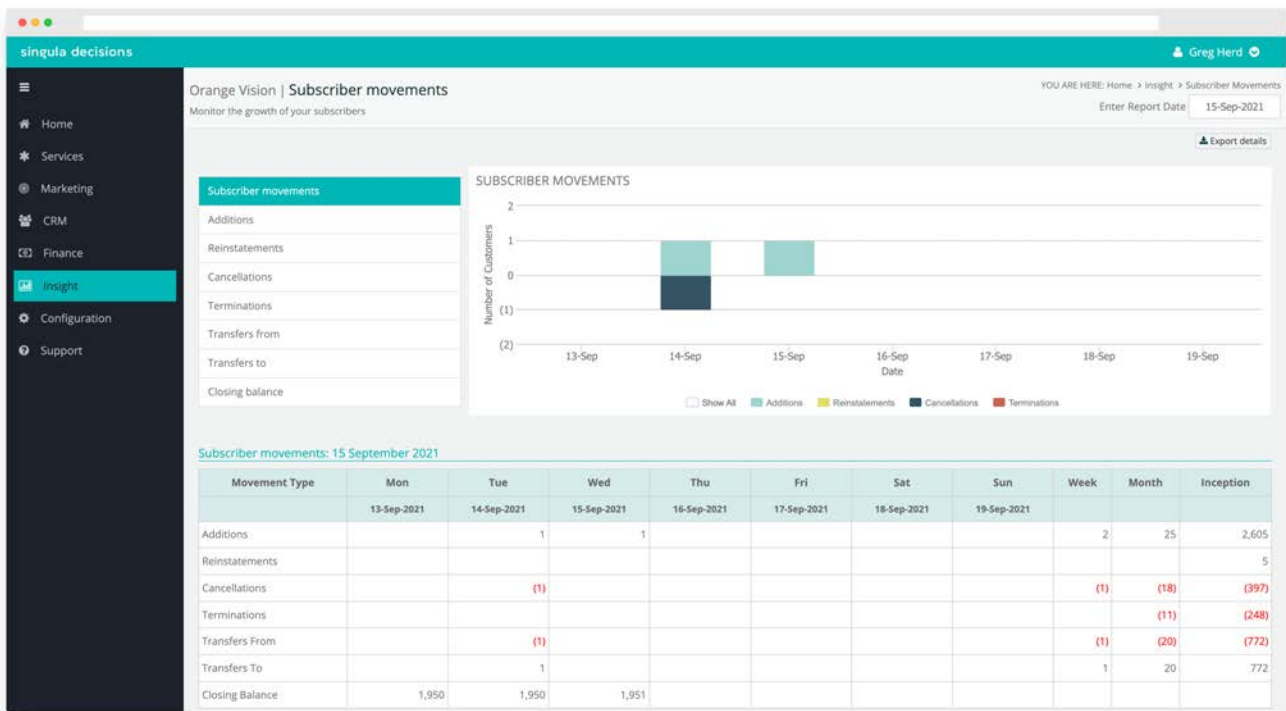 singula decisions
Greg Herd
Home
Services
Marketing
CRM
Finance
Insight
Configuration
Support
Orange Vision | Subscriber movements
Monitor the growth of your subscribers
YOU ARE HERE: Home > Insight > Subscriber Movements
Enter Report Date 15-Sep-2021
Export details
Subscriber movements
Additions
Reinstatements
Cancellations
Terminations
Transfers from
Transfers to
Closing balance
SUBSCRIBER MOVEMENTS
Number of Customers
2
1
0
(1)
(2)
13-Sep 14-Sep 15-Sep 16-Sep 17-Sep 18-Sep 19-Sep
Date
Show All Additions Reinstatements Cancellations Terminations
Subscriber movements: 15 September 2021
Movement Type Mon Tue Wed Thu Fri Sat Sun Week Month Inception
13-Sep-2021 14-Sep-2021 15-Sep-2021 16-Sep-2021 17-Sep-2021 18-Sep-2021 19-Sep-2021
Additions 1 1 2 25 2,605
Reinstatements 5
Cancellations (1) (1) (18) (397)
Terminations (11) (248)
Transfers From (1) (1) (20) (772)
Transfers To 1 1 20 772
Closing Balance 1,950 1,950 1,951